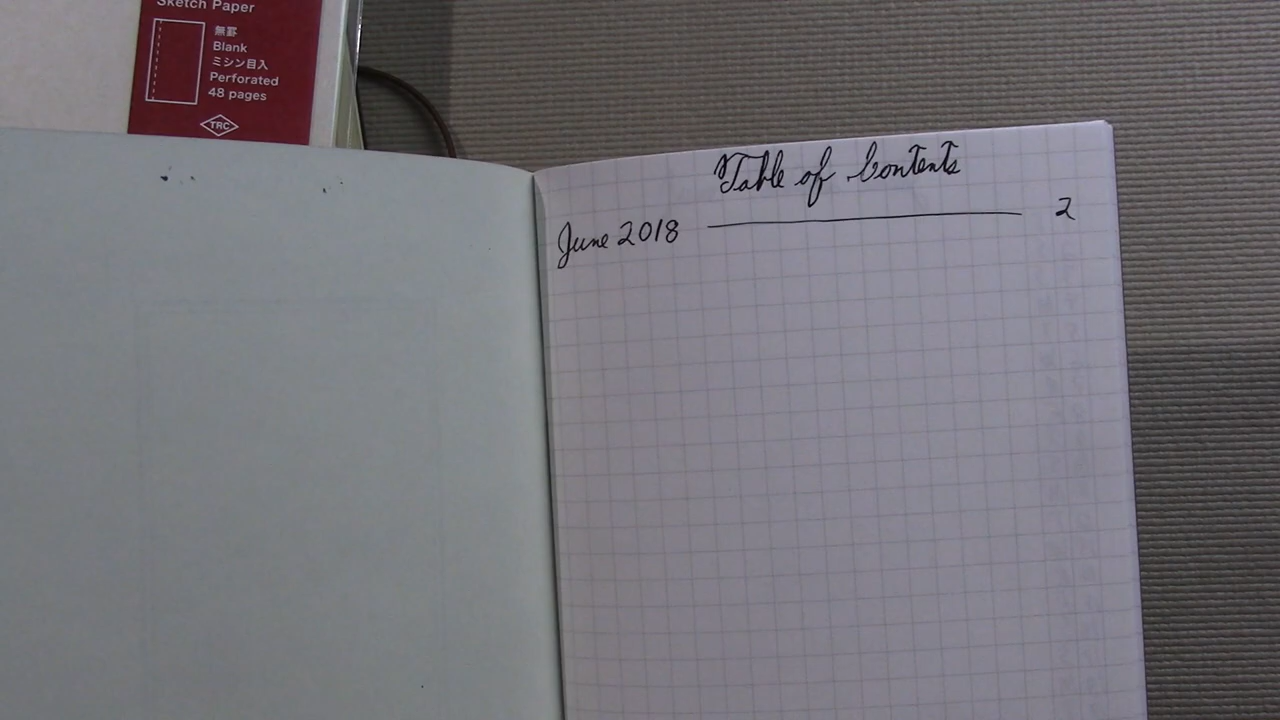 Sketch Paper
無罫
Blank
ミシン目入
Perforated
48 pages
TRC
Table of Contents
June 2018 2